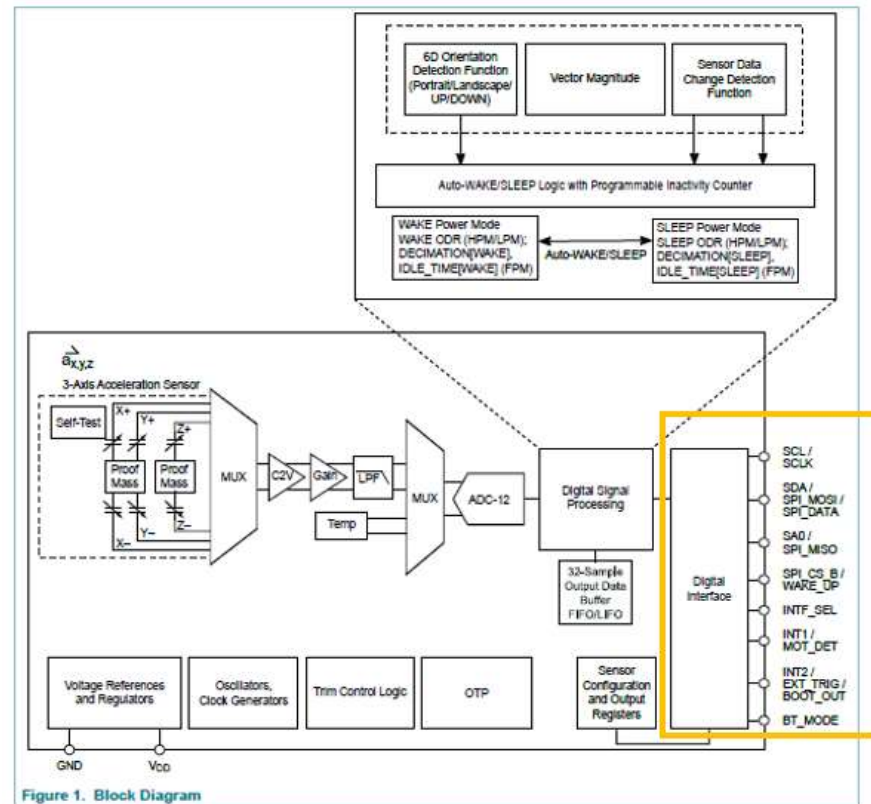 6D Orientation
Detection Function
(Portrait/Landscape/
UP/DOWN)
Vector Magnitude
Sensor Data
Change Detection
Function
Auto-WAKE/SLEEP Logic with Programmable Inactivity Counter
WAKE Power Mode
WAKE ODR (HPM/LPM);
DECIMATION[WAKE],
IDLE_TIME[WAKE] (FPM)
Auto-WAKE/SLEEP
SLEEP Power Mode
SLEEP ODR (HPM/LPM);
DECIMATION[SLEEP],
IDLE_TIME[SLEEP] (FPM)
ax,y,z
3-Axis Acceleration Sensor
Self-Test
X+
Y+
Z+
Proof
Mass
Proof
Mass
Z–
Y–
X–
MUX
C2V
Gain
LPF
Temp
MUX
ADC-12
Digital Signal
Processing
32-Sample
Output Data
Buffer
FIFO/LIFO
Digital
Interface
SCL /
SCLK
SDA /
SPI_MOSI /
SPI_DATA
SA0 /
SPI_MISO
SPI_CS_B /
WAKE_UP
INTF_SEL
INT1 /
MOT_DET
INT2 /
EXT_TRIG /
BOOT_OUT
BT_MODE
Voltage References
and Regulators
Oscillators,
Clock Generators
Trim Control Logic
OTP
Sensor
Configuration
and Output
Registers
GND
VDD
Figure 1. Block Diagram